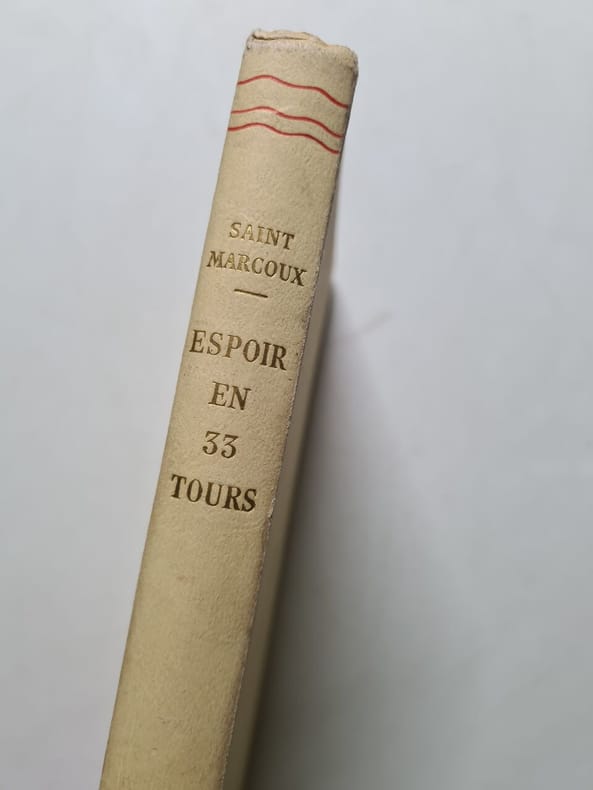 SAINT
MARCOUX
ESPOIR
EN
33
TOURS